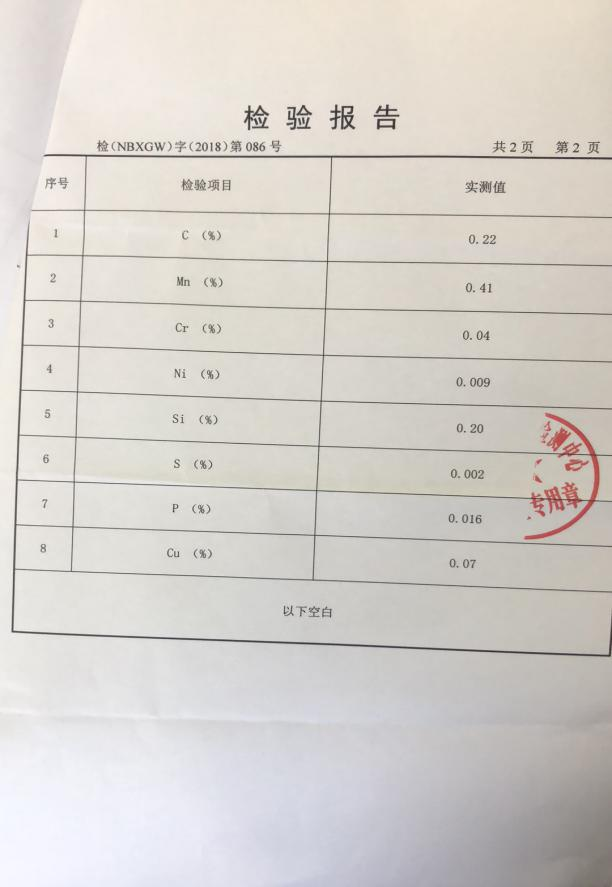 检验报告
检(NBXGW)字(2018)第086号 共2页 第2页
序号 检验项目 实测值
1 C (%) 0.22
2 Mn (%) 0.41
3 Cr (%) 0.04
4 Ni (%) 0.009
5 Si (%) 0.20
6 S (%) 0.002
7 P (%) 0.016
8 Cu (%) 0.07
以下空白
测中心
专用章